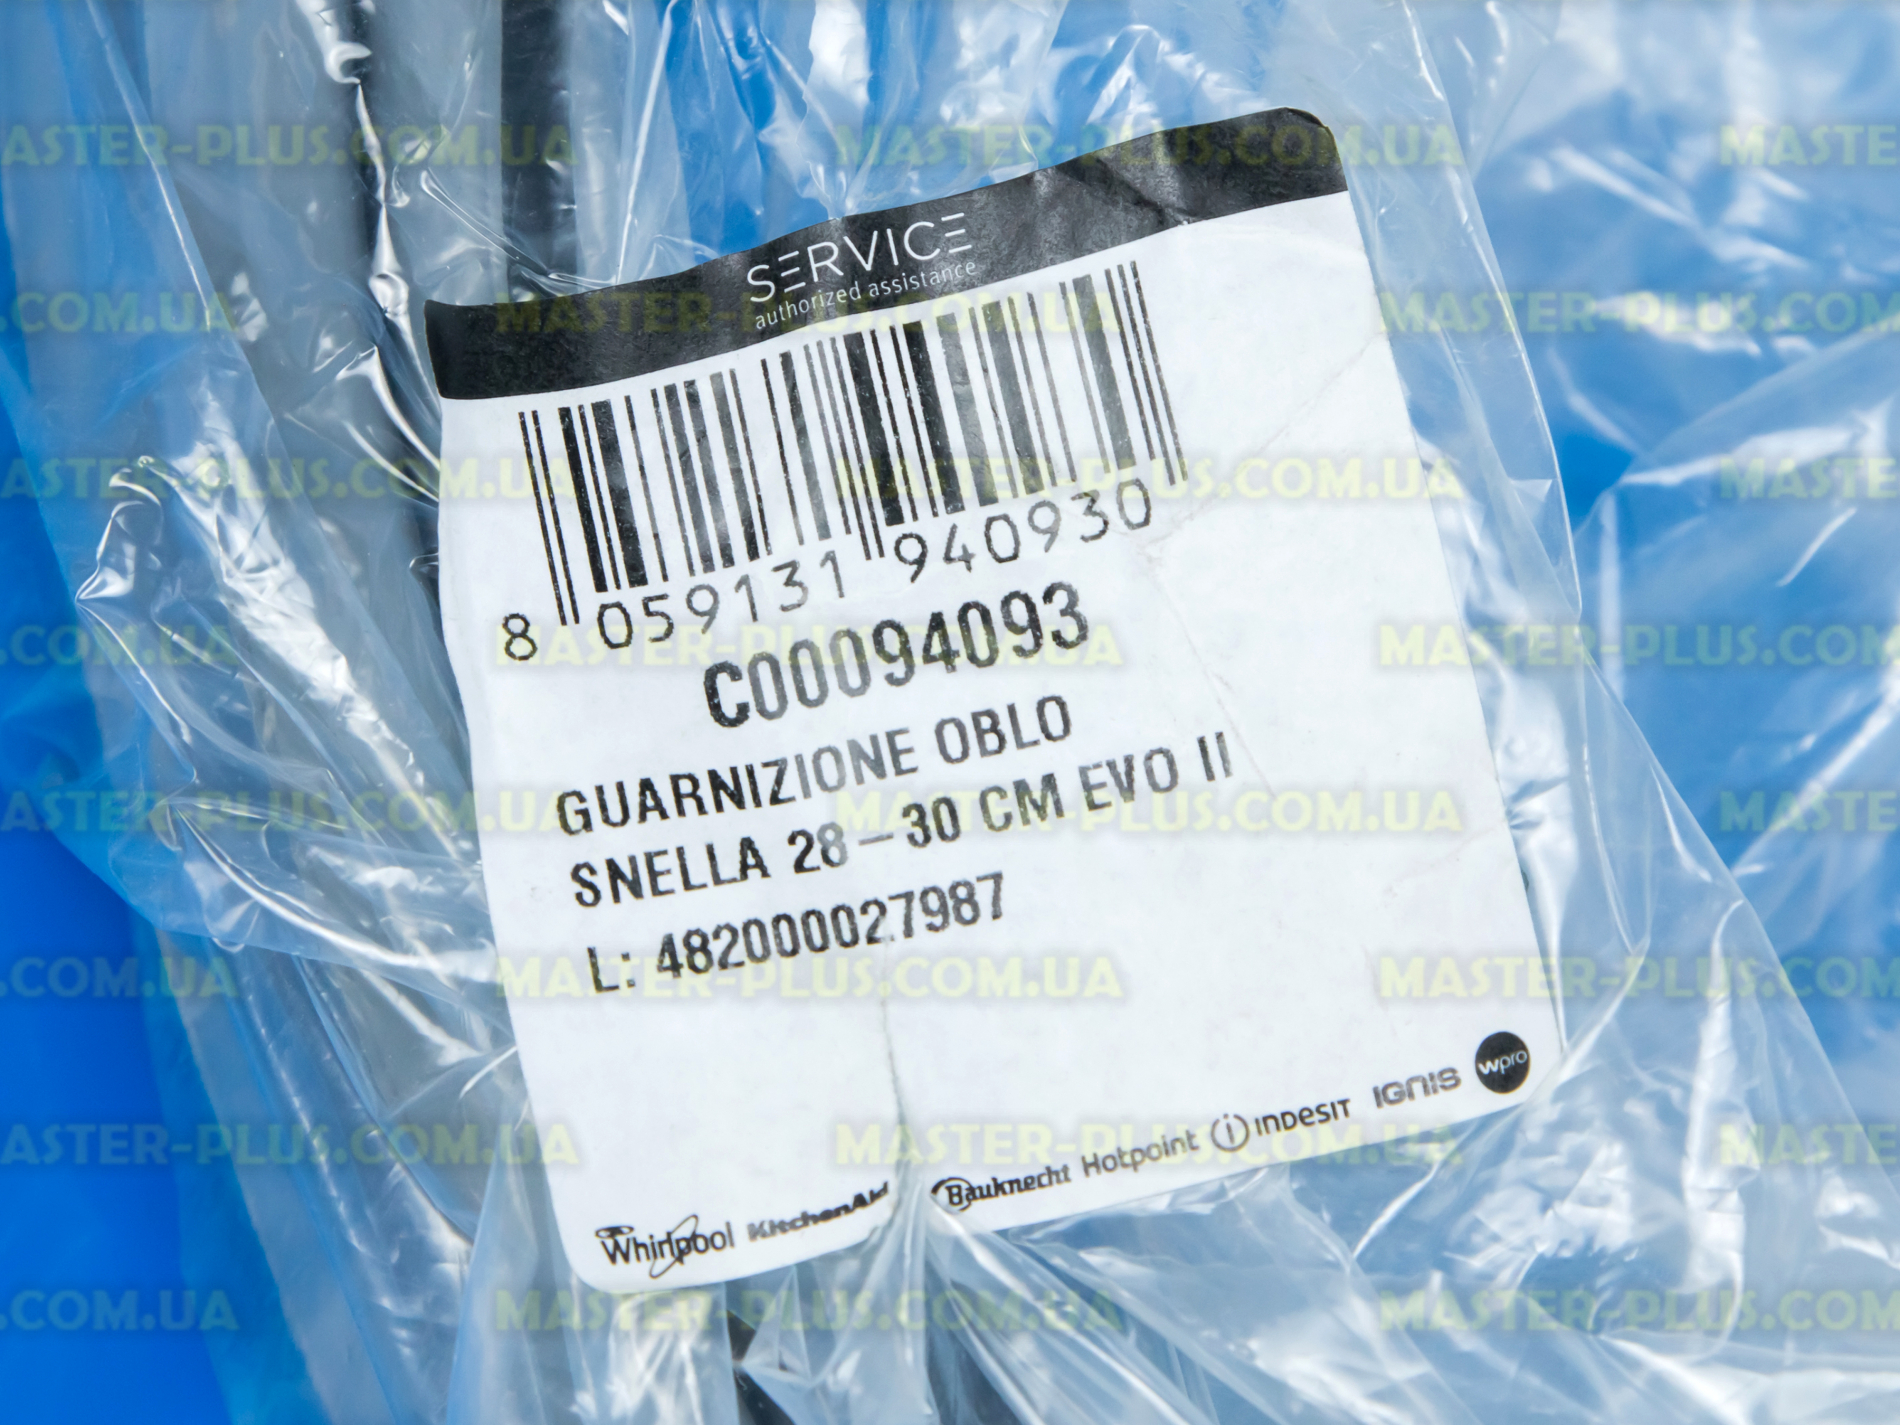 SERVICE
authorized assistance
8 059131 940930
C00094093
GUARNIZIONE OBLO
SNELLA 28-30 CM EVO II
L: 482000027987
Whirlpool KitchenAid Bauknecht Hotpoint indesit IGNIS wpro
MASTER-PLUS.COM.UA